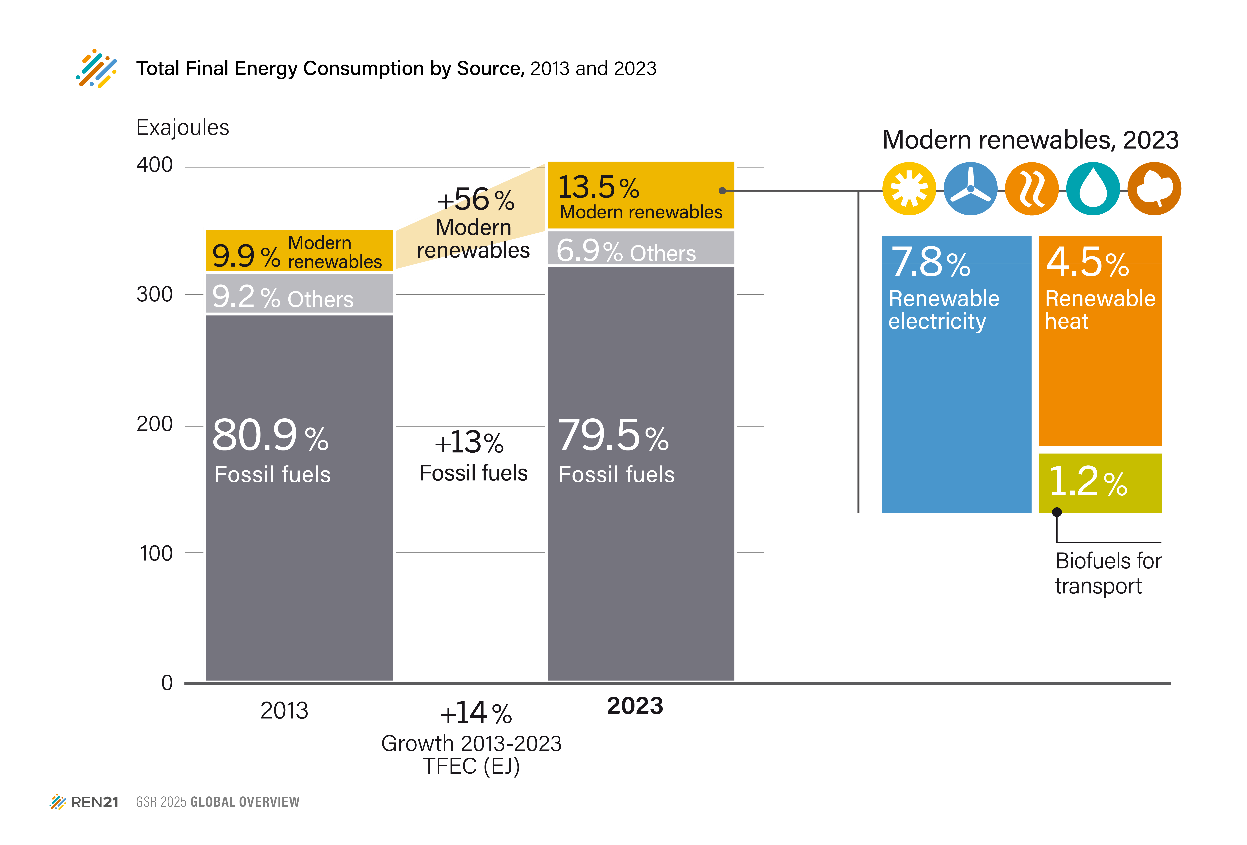 Total Final Energy Consumption by Source, 2013 and 2023
Exajoules
400
300
200
100
0
9.9 % Modern
renewables
9.2 % Others
80.9 %
Fossil fuels
2013
+56 %
Modern
renewables
+13 %
Fossil fuels
+14 %
Growth 2013-2023
TFEC (EJ)
13.5 %
Modern renewables
6.9 % Others
79.5 %
Fossil fuels
2023
Modern renewables, 2023
7.8 %
Renewable
electricity
4.5 %
Renewable
heat
1.2 %
Biofuels for
transport
REN21 GSR 2025 GLOBAL OVERVIEW